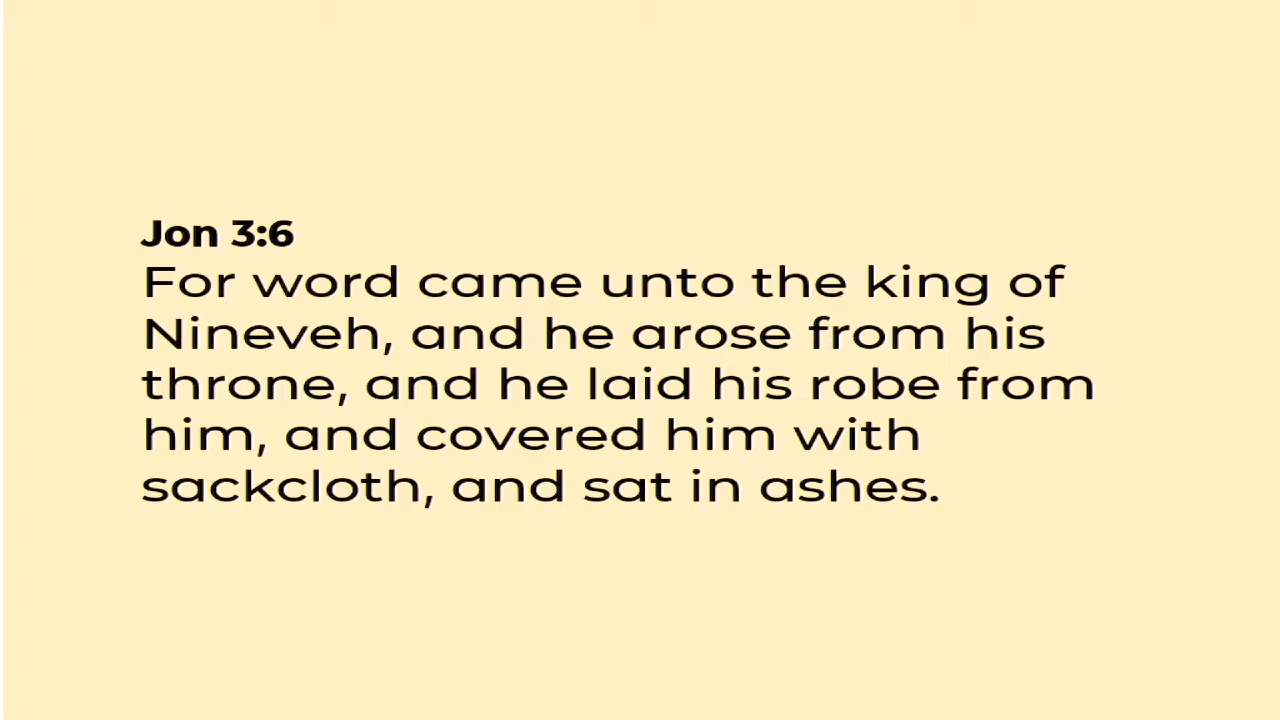 Jon 3:6
For word came unto the king of
Nineveh, and he arose from his
throne, and he laid his robe from
him, and covered him with
sackcloth, and sat in ashes.